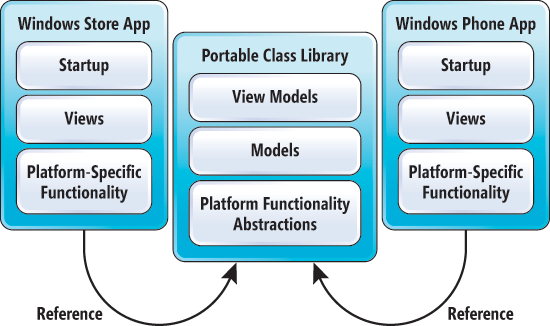 Windows Store App
Startup
Views
Platform-Specific
Functionality
Portable Class Library
View Models
Models
Platform Functionality
Abstractions
Windows Phone App
Startup
Views
Platform-Specific
Functionality
Reference
Reference